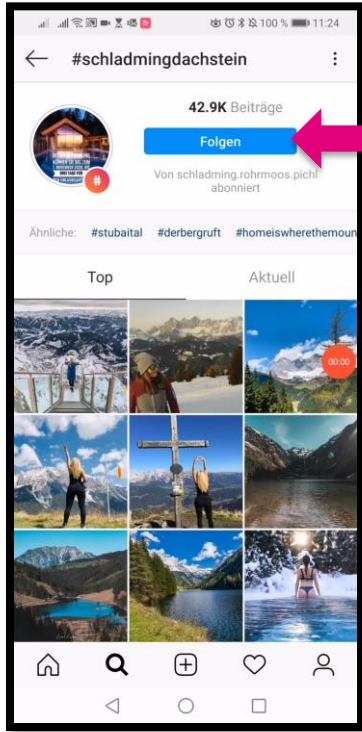 100 % 11:24
#schladmingdachstein
42.9K Beiträge
Folgen
Von schladming.rohrmoos.pichl
abonniert
#
Ähnliche: #stubaital #derbergruft #homeiswherethemoun
Top Aktuell
00:00